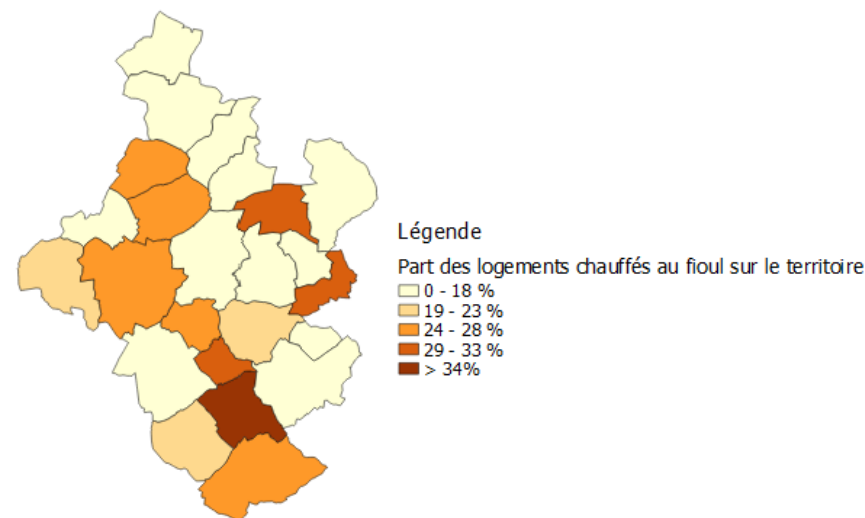 Légende
Part des logements chauffés au fioul sur le territoire
0 - 18 %
19 - 23 %
24 - 28 %
29 - 33 %
> 34%